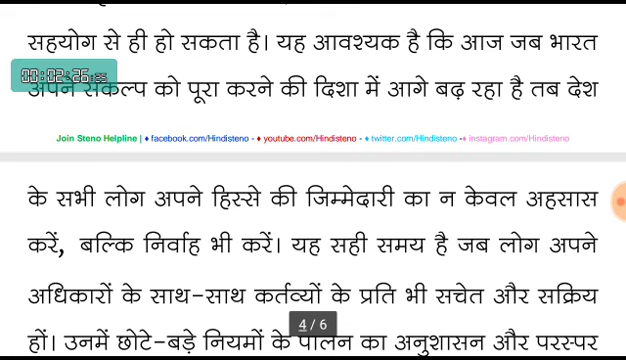 सहयोग से ही हो सकता है। यह आवश्यक है कि आज जब भारत
00:02:26
अपने संकल्प को पूरा करने की दिशा में आगे बढ़ रहा है तब देश
Join Steno Helpline | ♦ facebook.com/Hindisteno - ♦ youtube.com/Hindisteno - ♦ twitter.com/Hindisteno -♦ instagram.com/Hindisteno
के सभी लोग अपने हिस्से की जिम्मेदारी का न केवल अहसास
करें, बल्कि निर्वाह भी करें। यह सही समय है जब लोग अपने
अधिकारों के साथ-साथ कर्तव्यों के प्रति भी सचेत और सक्रिय
4 / 6
हों। उनमें छोटे-बड़े नियमों के पालन का अनुशासन और परस्पर